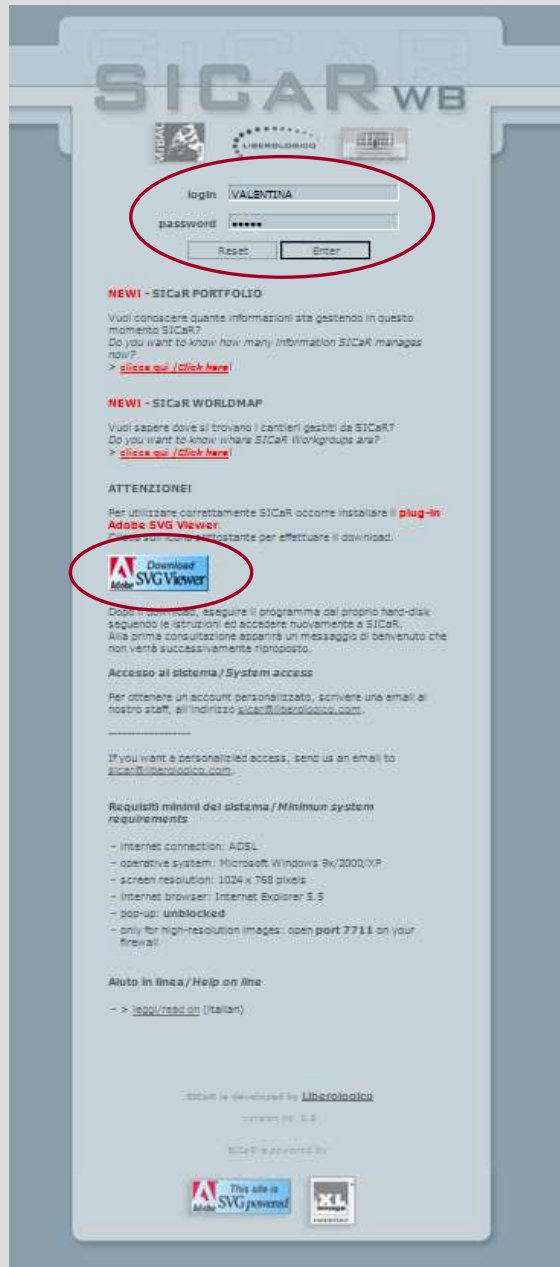 SICaR WB
MIBAC
LIBEROLOGICO
login VALENTINA
password •••••
Reset Enter
NEW! - SICaR PORTFOLIO
Vuoi conoscere quante informazioni sta gestendo in questo
momento SICaR?
Do you want to know how many information SICaR manages
now?
> clicca qui /Click here!
NEW! - SICaR WORLDMAP
Vuoi sapere dove si trovano i cantieri gestiti da SICaR?
Do you want to know where SICaR Workgroups are?
> clicca qui /Click here!
ATTENZIONE!
Per utilizzare correttamente SICaR occorre installare il plug-in
Adobe SVG Viewer.
Clicca sull'icona sottostante per effettuare il download.
Download
Adobe SVG Viewer
Dopo il download, eseguire il programma dal proprio hard-disk
seguendo le istruzioni ed accedere nuovamente a SICaR.
Alla prima consultazione apparirà un messaggio di benvenuto che
non verrà successivamente riproposto.
Accesso al sistema / System access
Per ottenere un account personalizzato, scrivere una email al
nostro staff, all'indirizzo sicar@liberologico.com.
-------------------
If you want a personalizied access, send us an email to
sicar@liberologico.com.
Requisiti minimi del sistema / Minimun system
requirements
- internet connection: ADSL
- operative system: Microsoft Windows 9x/2000/XP
- screen resolution: 1024 x 768 pixels
- internet browser: Internet Explorer 5.5
- pop-up: unblocked
- only for high-resolution images: open port 7711 on your
firewall
Aiuto in linea / Help on line
- > leggi/read on (Italian)
SICaR is developed by Liberologico
SICaR is powered by
This site is
Adobe SVG powered
XL
image